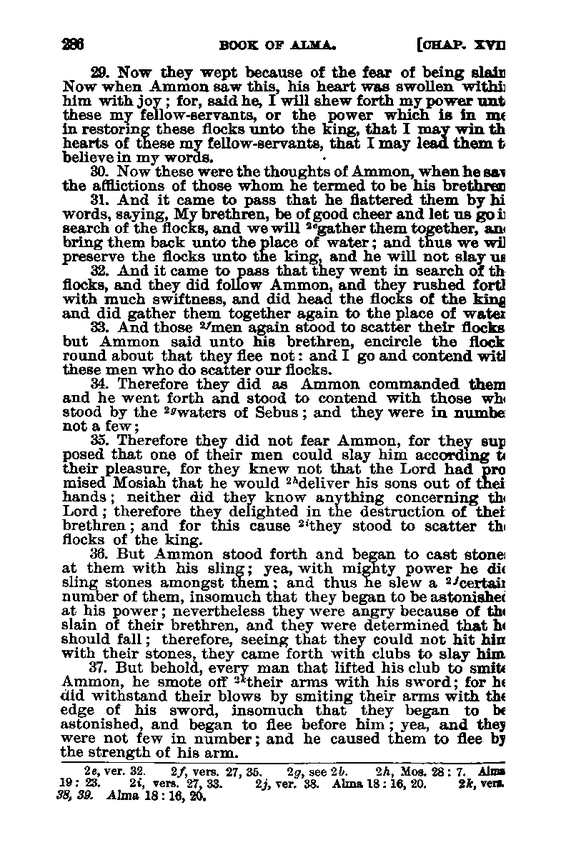 286 BOOK OF ALMA. [CHAP. XVII
29. Now they wept because of the fear of being slain
Now when Ammon saw this, his heart was swollen withi
him with joy; for, said he, I will shew forth my power unt
these my fellow-servants, or the power which is in me
in restoring these flocks unto the king, that I may win th
hearts of these my fellow-servants, that I may lead them t
believe in my words.
30. Now these were the thoughts of Ammon, when he saw
the afflictions of those whom he termed to be his brethren
31. And it came to pass that he flattered them by hi
words, saying, My brethren, be of good cheer and let us go i
search of the flocks, and we will 2egather them together, an
bring them back unto the place of water; and thus we wil
preserve the flocks unto the king, and he will not slay us
32. And it came to pass that they went in search of th
flocks, and they did follow Ammon, and they rushed forth
with much swiftness, and did head the flocks of the king
and did gather them together again to the place of water
33. And those 2fmen again stood to scatter their flocks
but Ammon said unto his brethren, encircle the flock
round about that they flee not: and I go and contend with
these men who do scatter our flocks.
34. Therefore they did as Ammon commanded them
and he went forth and stood to contend with those wh
stood by the 2gwaters of Sebus; and they were in numbe
not a few;
35. Therefore they did not fear Ammon, for they sup
posed that one of their men could slay him according t
their pleasure, for they knew not that the Lord had pro
mised Mosiah that he would 2hdeliver his sons out of thei
hands; neither did they know anything concerning th
Lord; therefore they delighted in the destruction of thei
brethren; and for this cause 2ithey stood to scatter th
flocks of the king.
36. But Ammon stood forth and began to cast stone
at them with his sling; yea, with mighty power he di
sling stones amongst them; and thus he slew a 2jcertain
number of them, insomuch that they began to be astonished
at his power; nevertheless they were angry because of the
slain of their brethren, and they were determined that he
should fall; therefore, seeing that they could not hit him
with their stones, they came forth with clubs to slay him
37. But behold, every man that lifted his club to smite
Ammon, he smote off 2ktheir arms with his sword; for he
did withstand their blows by smiting their arms with the
edge of his sword, insomuch that they began to be
astonished, and began to flee before him; yea, and they
were not few in number; and he caused them to flee by
the strength of his arm.
2e, ver. 32. 2f, vers. 27, 35. 2g, see 2b. 2h, Mos. 28: 7. Alma
19: 23. 2i, vers. 27, 33. 2j, ver. 38. Alma 18: 16, 20. 2k, vers.
38, 39. Alma 18: 16, 20.